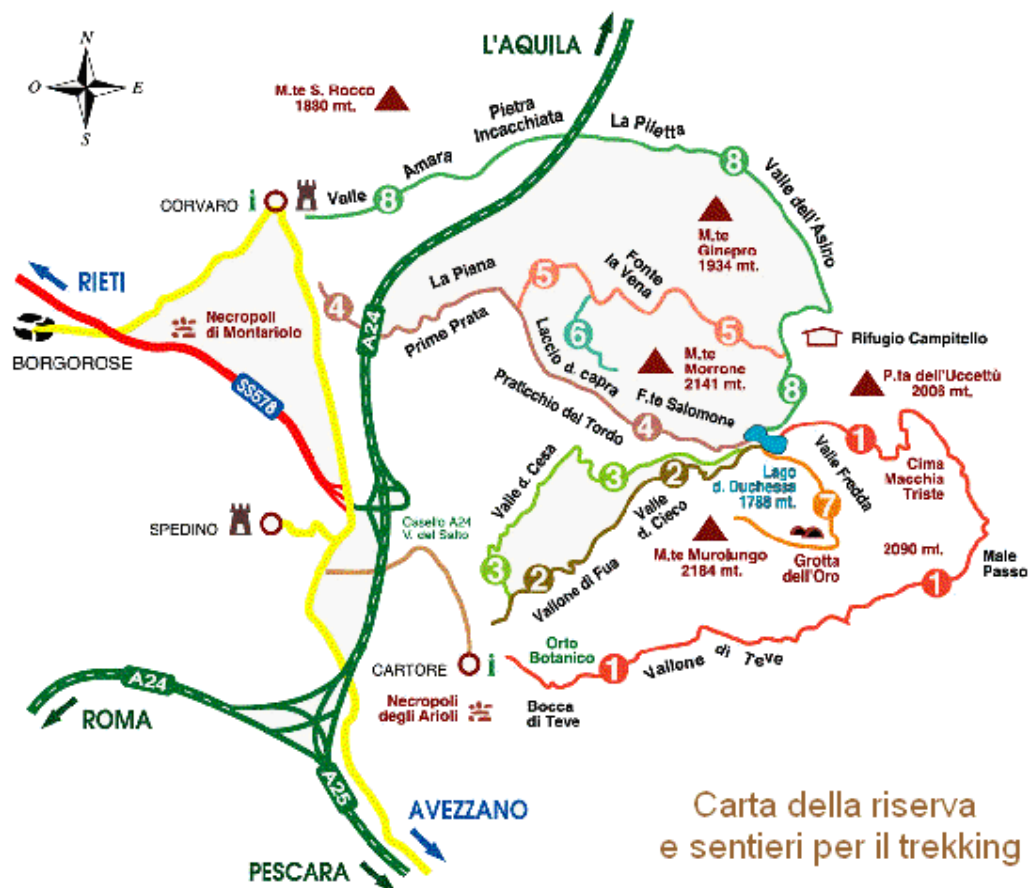 N
O
E
S
L'AQUILA
M.te S. Rocco
1880 mt.
Pietra
Incacchiata
La Piletta
Amara
Valle
8
8
Valle dell'Asino
CORVARO
i
M.te
Ginepro
1934 mt.
RIETI
La Piana
Fonte
la Vena
5
4
A24
Prime Prata
6
5
Necropoli
di Montariolo
Rifugio Campitello
BORGOROSE
Laccio d. capra
M.te
Morrone
2141 mt.
P.ta dell'Uccettù
2006 mt.
SS578
8
F.te Salomone
Praticchio del Tordo
4
1
Valle Fredda
Cima
Macchia
Triste
Valle d. Cesa
3
2
Valle
d. Cieco
Lago
d. Duchessa
1788 mt.
7
SPEDINO
Casello A24
V. del Salto
M.te Murolungo
2184 mt.
Grotta
dell'Oro
2090 mt.
Male
Passo
3
2
Vallone di Fua
1
CARTORE
i
Orto
Botanico
1
Vallone di Teve
Necropoli
degli Arioli
Bocca
di Teve
A24
ROMA
A25
AVEZZANO
PESCARA
Carta della riserva
e sentieri per il trekking